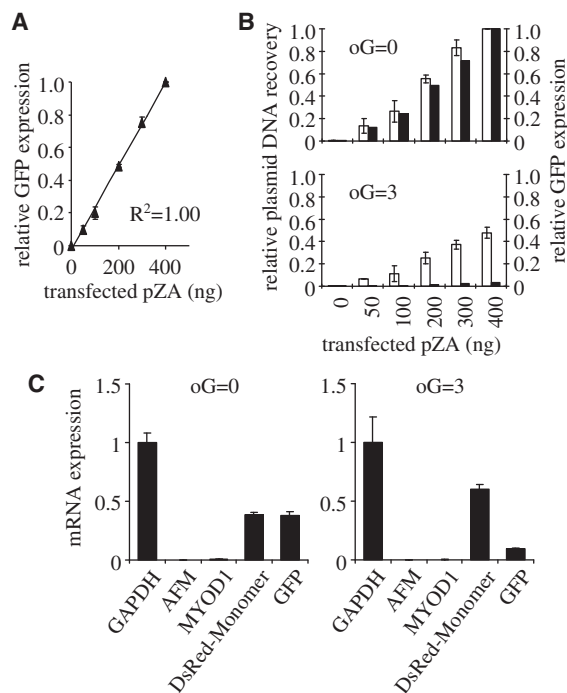 A
relative GFP expression
1.0
0.8
0.6
0.4
0.2
0
R²=1.00
0
200
400
transfected pZA (ng)
B
relative plasmid DNA recovery
relative GFP expression
oG=0
1.0
0.8
0.6
0.4
0.2
0
1.0
0.8
0.6
0.4
0.2
0
oG=3
1.0
0.8
0.6
0.4
0.2
0
1.0
0.8
0.6
0.4
0.2
0
0
50
100
200
300
400
transfected pZA (ng)
C
mRNA expression
oG=0
1.5
1
0.5
0
GAPDH
AFM
MYOD1
DsRed-Monomer
GFP
oG=3
1.5
1
0.5
0
GAPDH
AFM
MYOD1
DsRed-Monomer
GFP